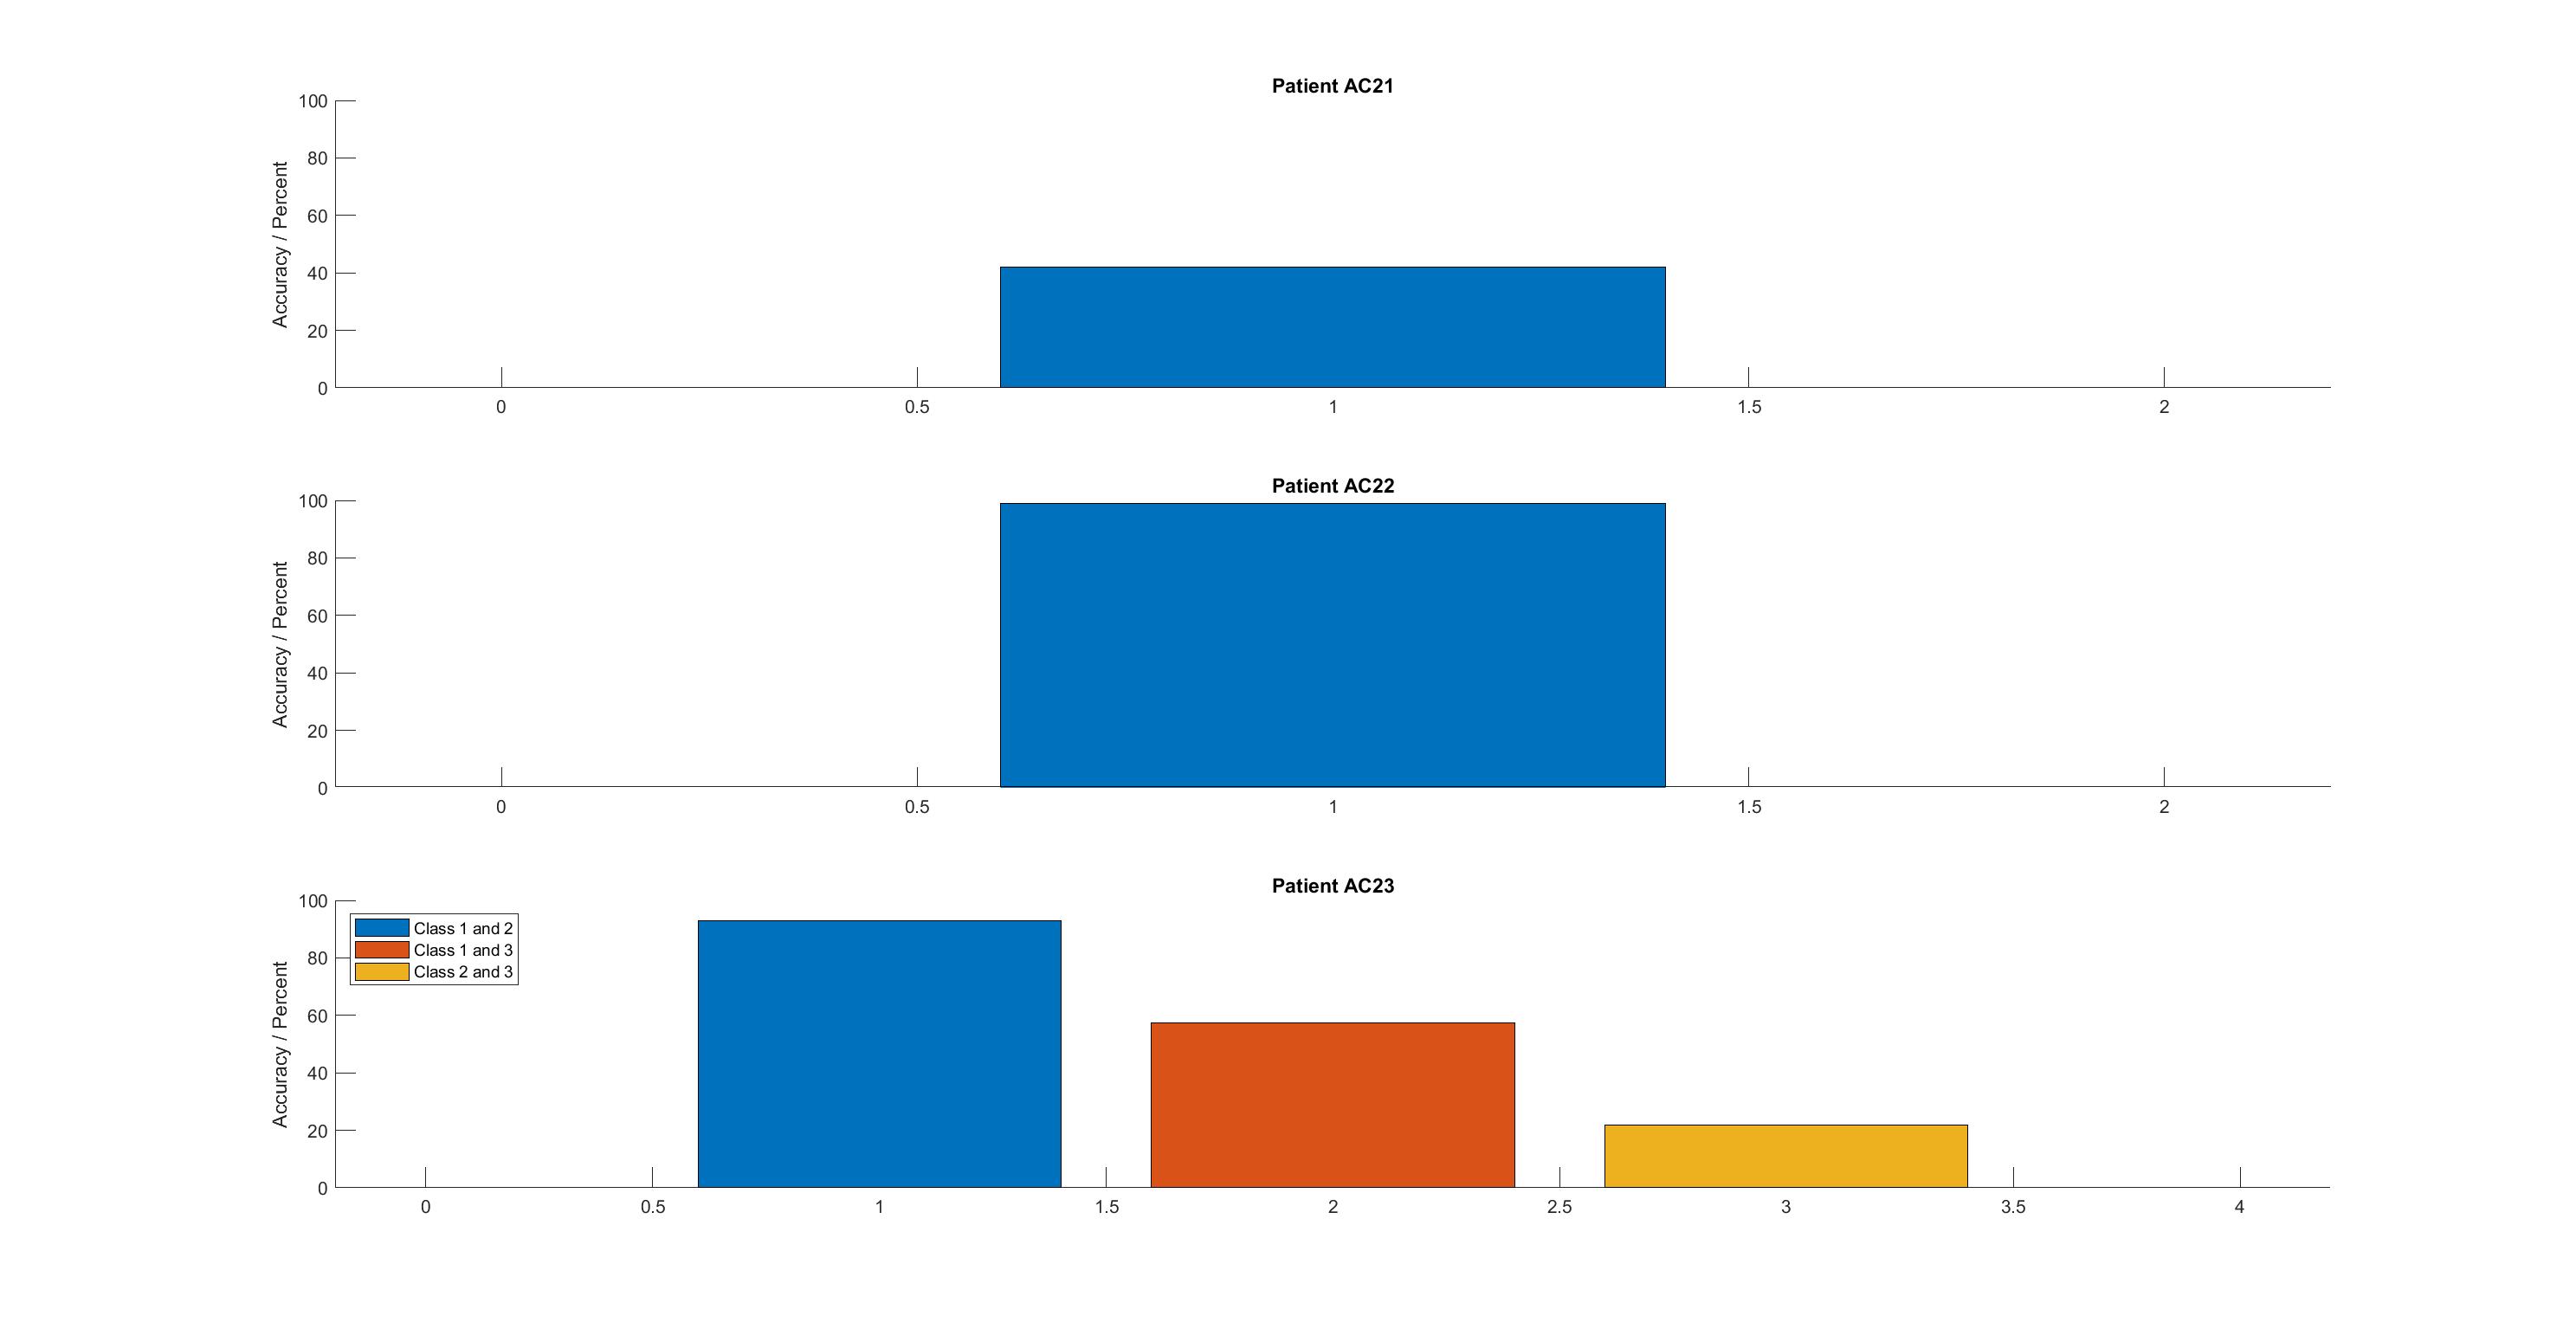 Patient AC21
Accuracy / Percent
100
80
60
40
20
0
0 0.5 1 1.5 2
Patient AC22
Accuracy / Percent
100
80
60
40
20
0
0 0.5 1 1.5 2
Patient AC23
Accuracy / Percent
100
80
60
40
20
0
Class 1 and 2
Class 1 and 3
Class 2 and 3
0 0.5 1 1.5 2 2.5 3 3.5 4